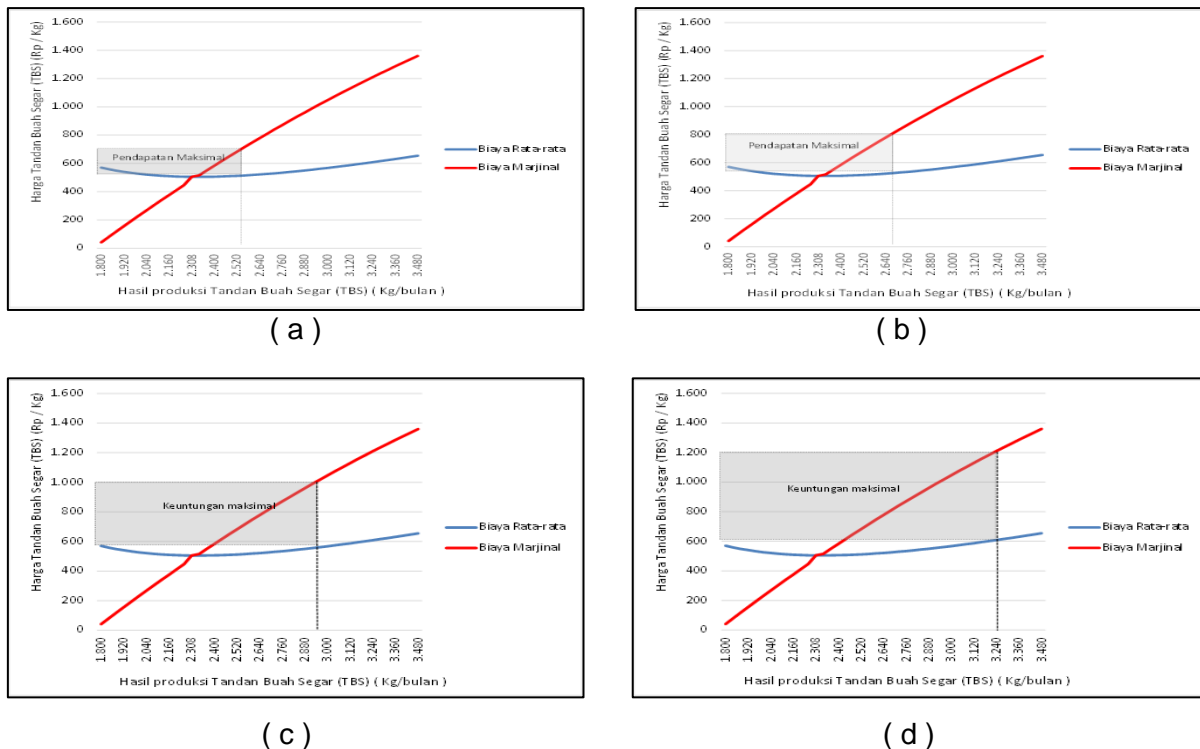 Harga Tandan Buah Segar (TBS) (Rp / Kg)
1.600
1.400
1.200
1.000
800
600
400
200
0
Pendapatan Maksimal
Biaya Rata-rata
Biaya Marjinal
1.800 1.920 2.040 2.160 2.308 2.400 2.520 2.640 2.760 2.880 3.000 3.120 3.240 3.360 3.480
Hasil produksi Tandan Buah Segar (TBS) ( Kg/bulan )
( a )
Harga Tandan Buah Segar (TBS) (Rp / Kg)
1.600
1.400
1.200
1.000
800
600
400
200
0
Pendapatan Maksimal
Biaya Rata-rata
Biaya Marjinal
1.800 1.920 2.040 2.160 2.308 2.400 2.520 2.640 2.760 2.880 3.000 3.120 3.240 3.360 3.480
Hasil produksi Tandan Buah Segar (TBS) ( Kg/bulan )
( b )
Harga Tandan Buah Segar (TBS) (Rp / Kg)
1.600
1.400
1.200
1.000
800
600
400
200
0
Keuntungan maksimal
Biaya Rata-rata
Biaya Marjinal
1.800 1.920 2.040 2.160 2.308 2.400 2.520 2.640 2.760 2.880 3.000 3.120 3.240 3.360 3.480
Hasil produksi Tandan Buah Segar (TBS) ( Kg/bulan )
( c )
Harga Tandan Buah Segar (TBS) (Rp / Kg)
1.600
1.400
1.200
1.000
800
600
400
200
0
Keuntungan maksimal
Biaya Rata-rata
Biaya Marjinal
1.800 1.920 2.040 2.160 2.308 2.400 2.520 2.640 2.760 2.880 3.000 3.120 3.240 3.360 3.480
Hasil produksi Tandan Buah Segar (TBS) ( Kg/bulan )
( d )